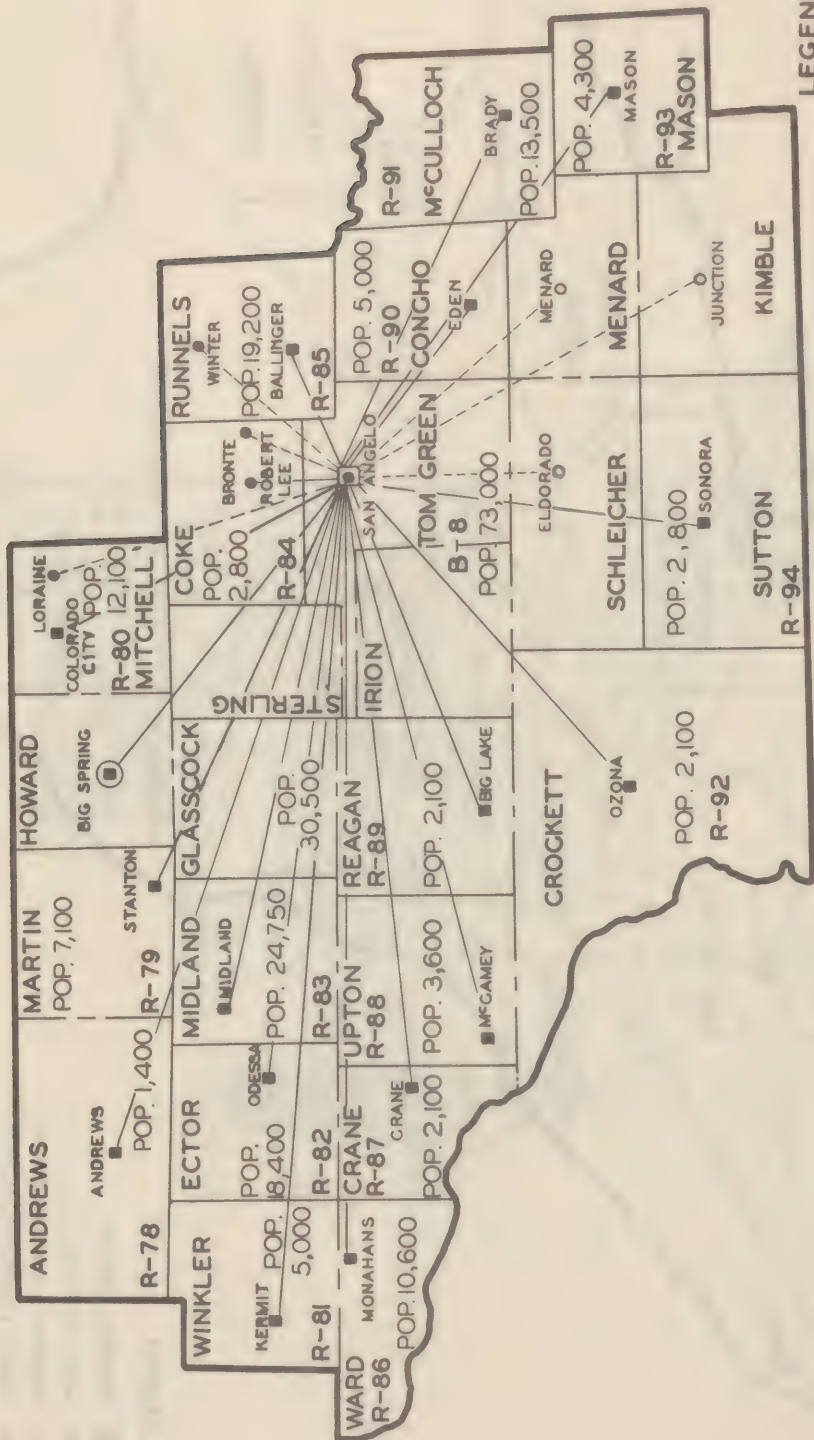 ANDREWS
ANDREWS
POP. 1,400
R-78
MARTIN
POP. 7,100
STANTON
R-79
HOWARD
BIG SPRING
LORAINE
COLORADO
CITY
POP.
12,100
R-80
MITCHELL
WINKLER
KERMIT
POP.
5,000
R-81
ECTOR
ODESSA
POP.
18,400
R-82
MIDLAND
MIDLAND
POP. 24,750
R-83
GLASSCOCK
POP.
30,500
STERLING
COKE
POP.
2,800
R-84
BRONTE
ROBERT
LEE
RUNNELS
WINTER
POP. 19,200
BALLINGER
R-85
WARD
R-86
MONAHANS
POP. 10,600
CRANE
R-87
CRANE
POP. 2,100
UPTON
R-88
POP. 3,600
McCAMEY
REAGAN
R-89
POP. 2,100
BIG LAKE
IRION
SAN ANGELO
TOM GREEN
B-8
POP. 73,000
POP. 5,000
R-90
CONCHO
EDEN
R-91
McCULLOCH
BRADY
POP. 13,500
CROCKETT
OZONA
POP. 2,100
R-92
ELDORADO
SCHLEICHER
MENARD
MENARD
POP. 4,300
MASON
R-93
MASON
POP. 2,800
SONORA
SUTTON
R-94
JUNCTION
KIMBLE
LEGEN